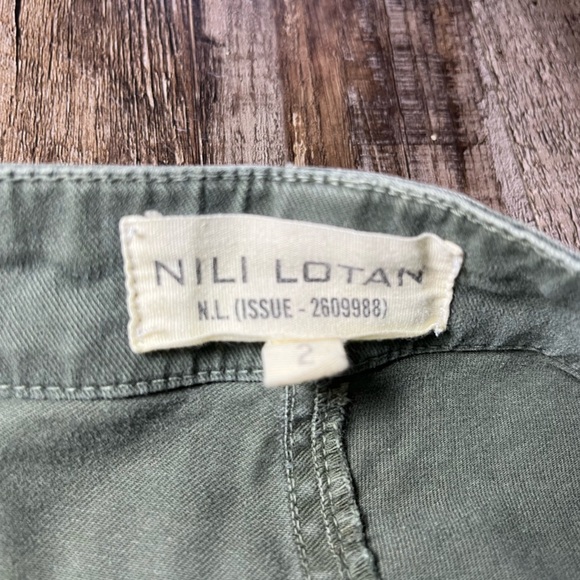 NILI LOTAN
N.L. (ISSUE - 2609988)
2